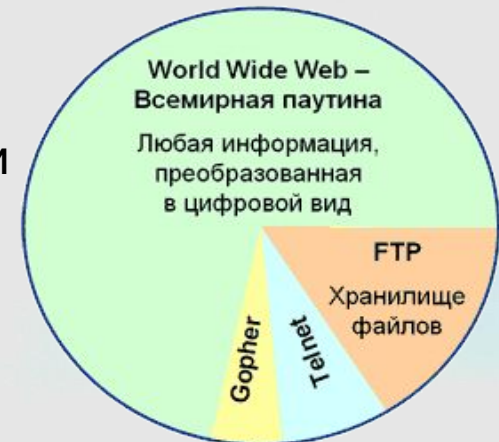 World Wide Web –
Всемирная паутина
Любая информация,
преобразованная
в цифровой вид
и
FTP
Хранилище
файлов
Telnet
Gopher